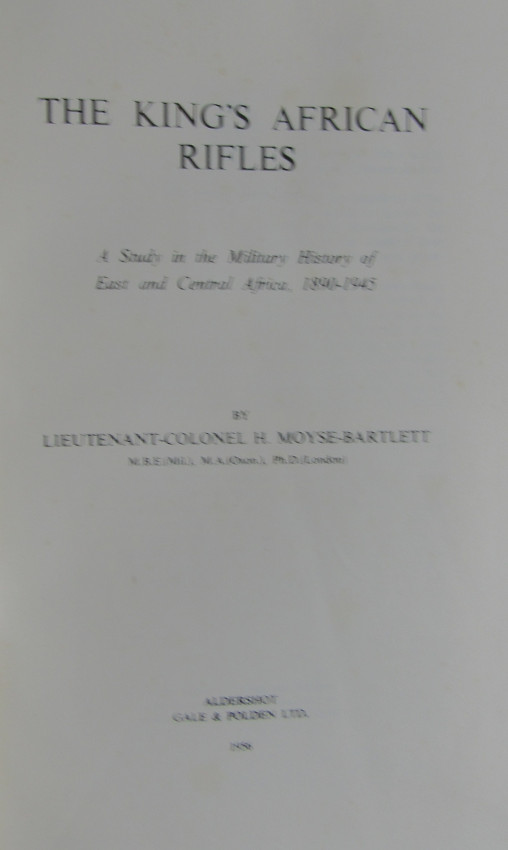 THE KING'S AFRICAN
RIFLES
A Study in the Military History of
East and Central Africa, 1890-1945
BY
LIEUTENANT-COLONEL H. MOYSE-BARTLETT
M.B.E.(Mil.), M.A.(Oxon.), Ph.D.(London)
ALDERSHOT
GALE & POLDEN LTD.
1956